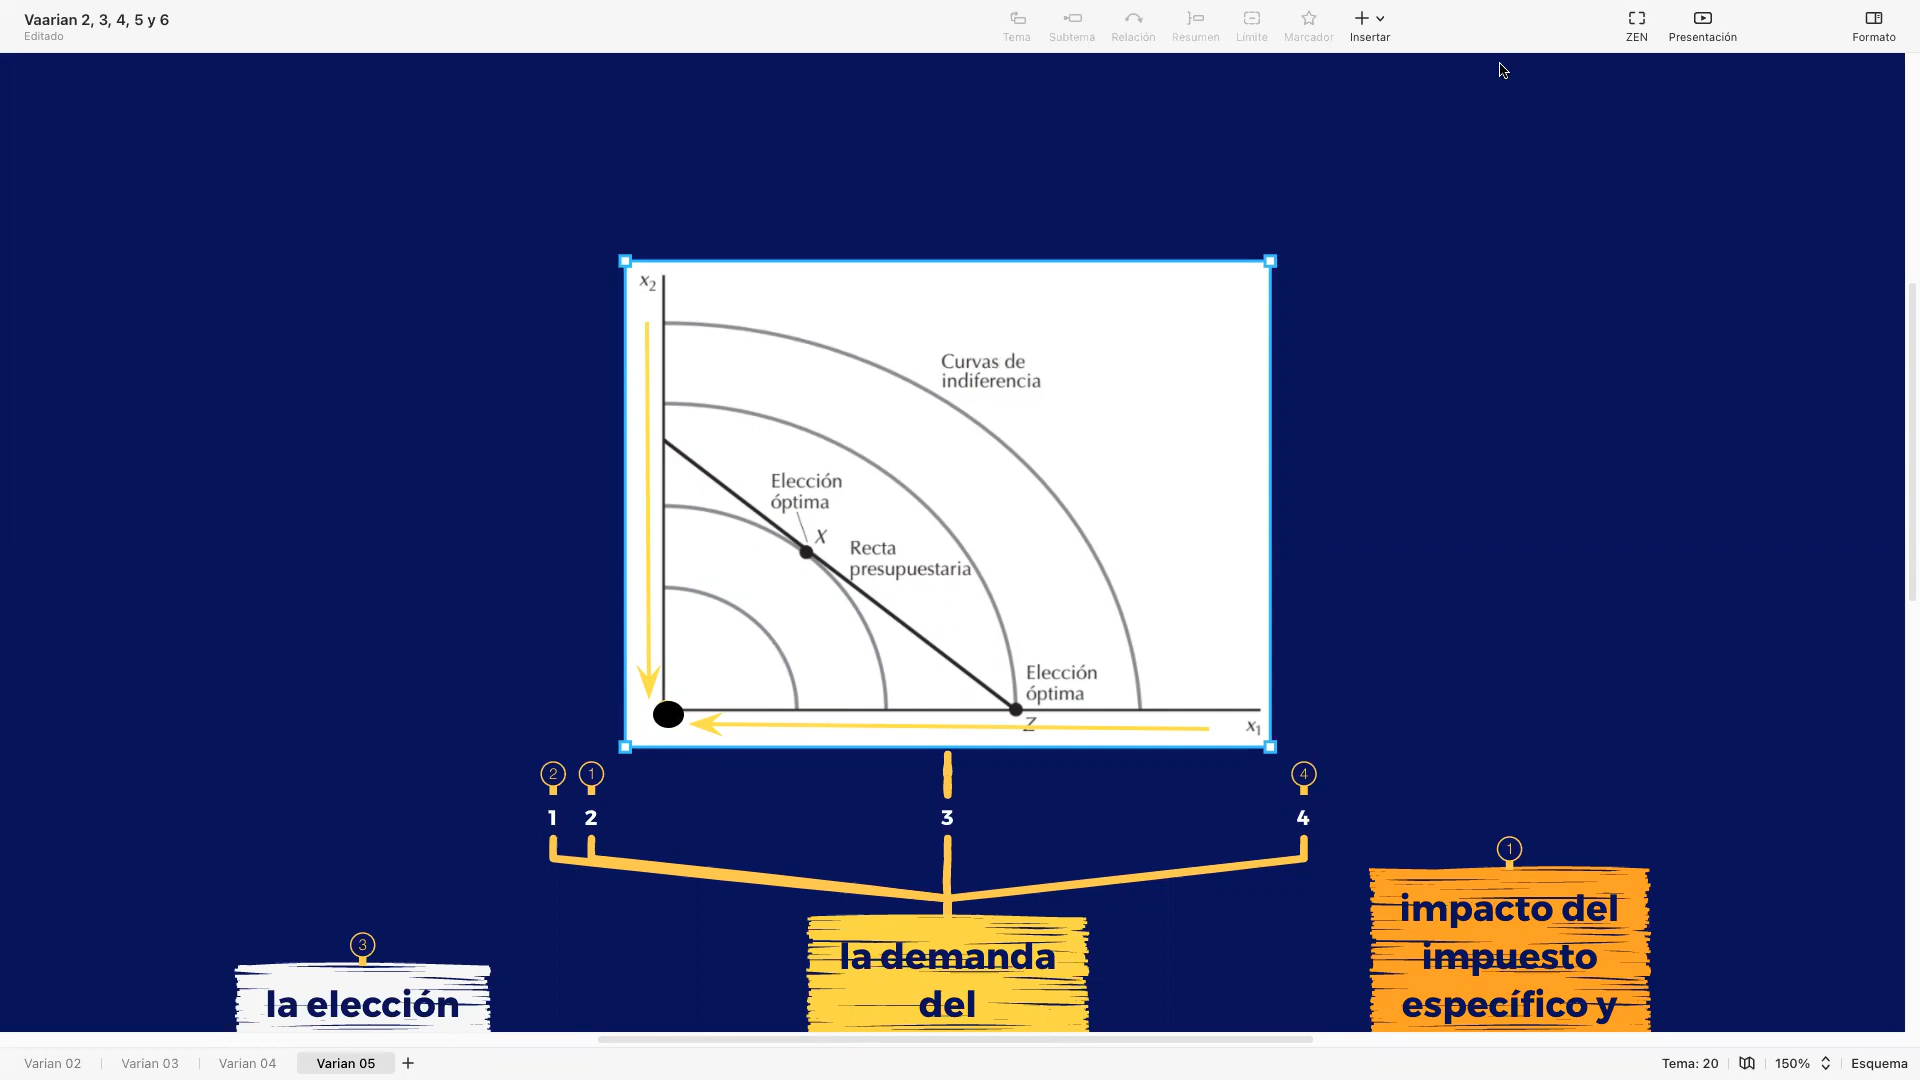 Vaarian 2, 3, 4, 5 y 6
Editado
Tema
Subtema
Relación
Resumen
Límite
Marcador
Insertar
ZEN
Presentación
Formato
x2
Curvas de
indiferencia
Elección
óptima
X
Recta
presupuestaria
Elección
óptima
Z
x1
2
1
4
1
2
3
4
1
3
la elección
la demanda
del
impacto del
impuesto
específico y
Varian 02
Varian 03
Varian 04
Varian 05
Tema: 20
150%
Esquema